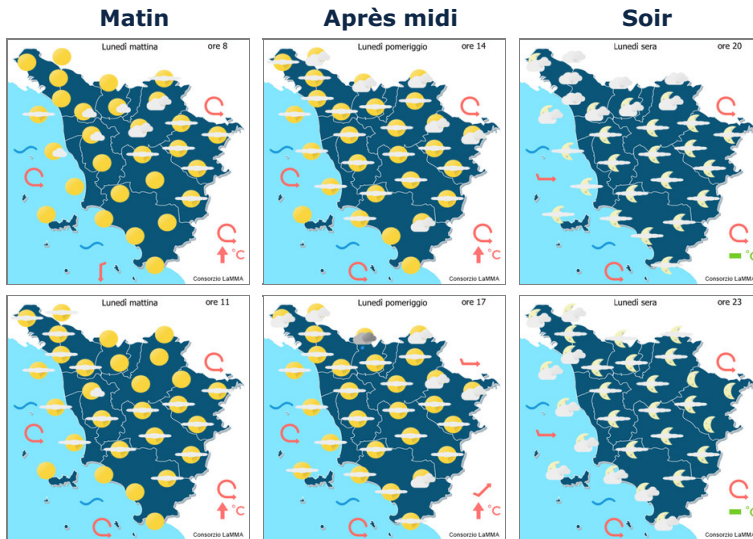 Matin
Après midi
Soir
Lunedì mattina ore 8
°C
Consorzio LaMMA
Lunedì pomeriggio ore 14
°C
Consorzio LaMMA
Lunedì sera ore 20
°C
Consorzio LaMMA
Lunedì mattina ore 11
°C
Consorzio LaMMA
Lunedì pomeriggio ore 17
°C
Consorzio LaMMA
Lunedì sera ore 23
°C
Consorzio LaMMA